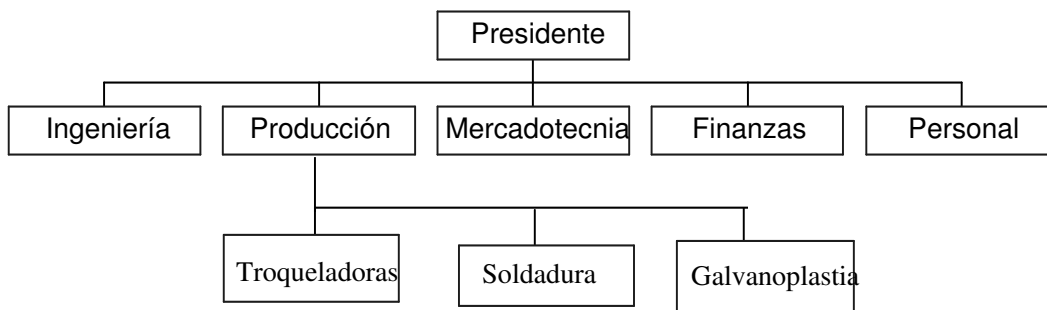 Presidente
Ingeniería
Producción
Mercadotecnia
Finanzas
Personal
Troqueladoras
Soldadura
Galvanoplastia